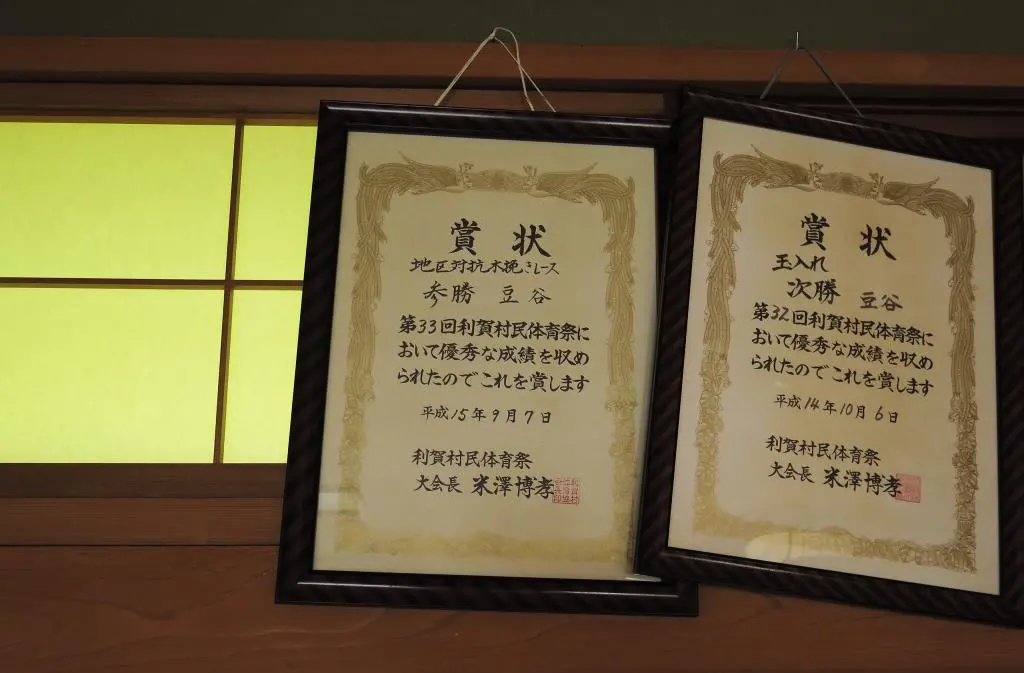 賞状
地区対抗木挽きレース
参勝 豆谷
第33回利賀村民体育祭に
おいて優秀な成績を収め
られたのでこれを賞します
平成15年9月7日
利賀村民体育祭
大会長 米澤博孝
賞状
玉入れ
次勝 豆谷
第32回利賀村民体育祭に
おいて優秀な成績を収め
られたのでこれを賞します
平成14年10月6日
利賀村民体育祭
大会長 米澤博孝